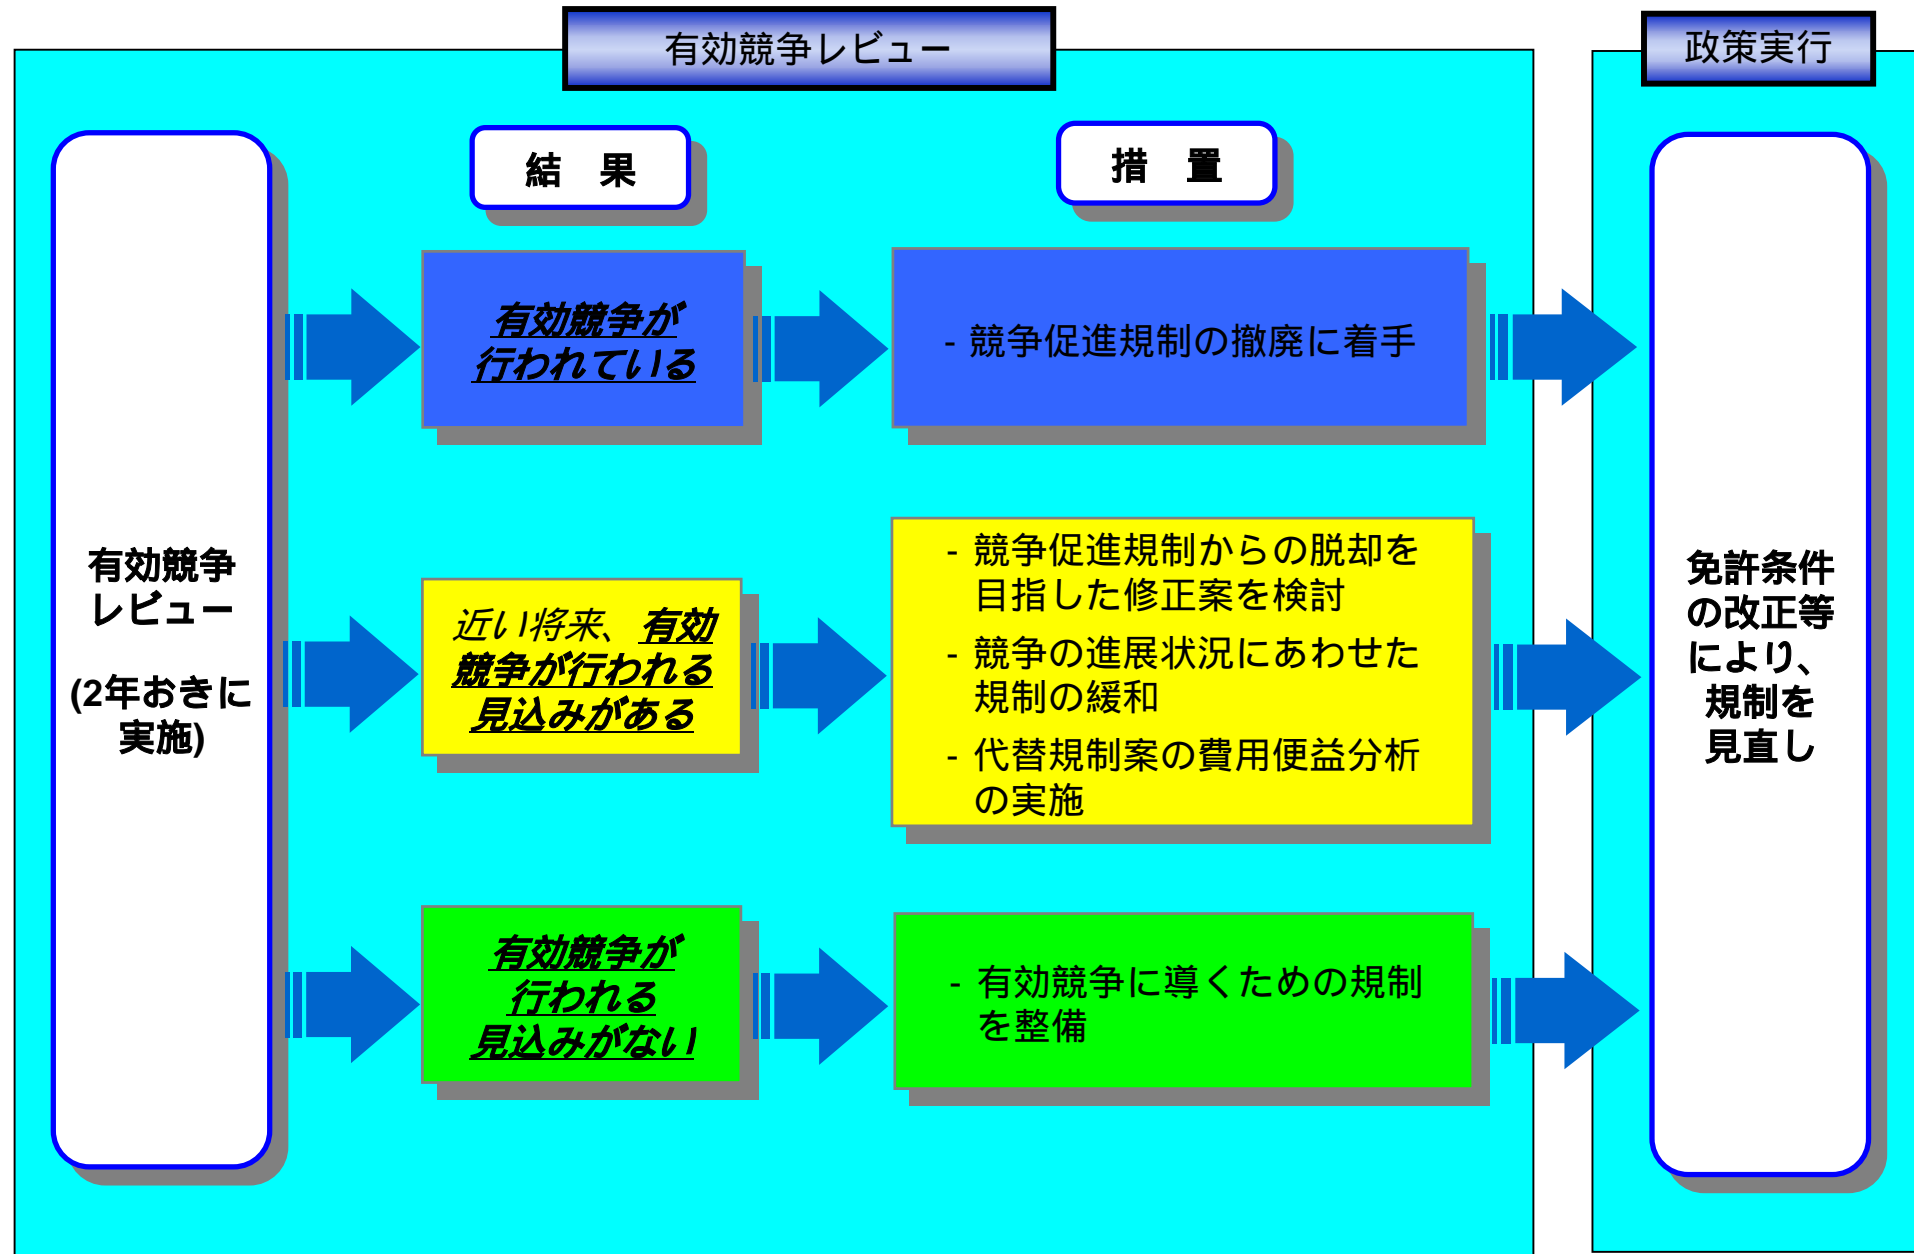 有効競争レビュー
政策実行
結　果
措　置
有効競争
レビュー
(2年おきに
実施)
有効競争が
行われている
- 競争促進規制の撤廃に着手
近い将来、有効
競争が行われる
見込みがある
- 競争促進規制からの脱却を
目指した修正案を検討
- 競争の進展状況にあわせた
規制の緩和
- 代替規制案の費用便益分析
の実施
有効競争が
行われる
見込みがない
- 有効競争に導くための規制
を整備
免許条件
の改正等
により、
規制を
見直し